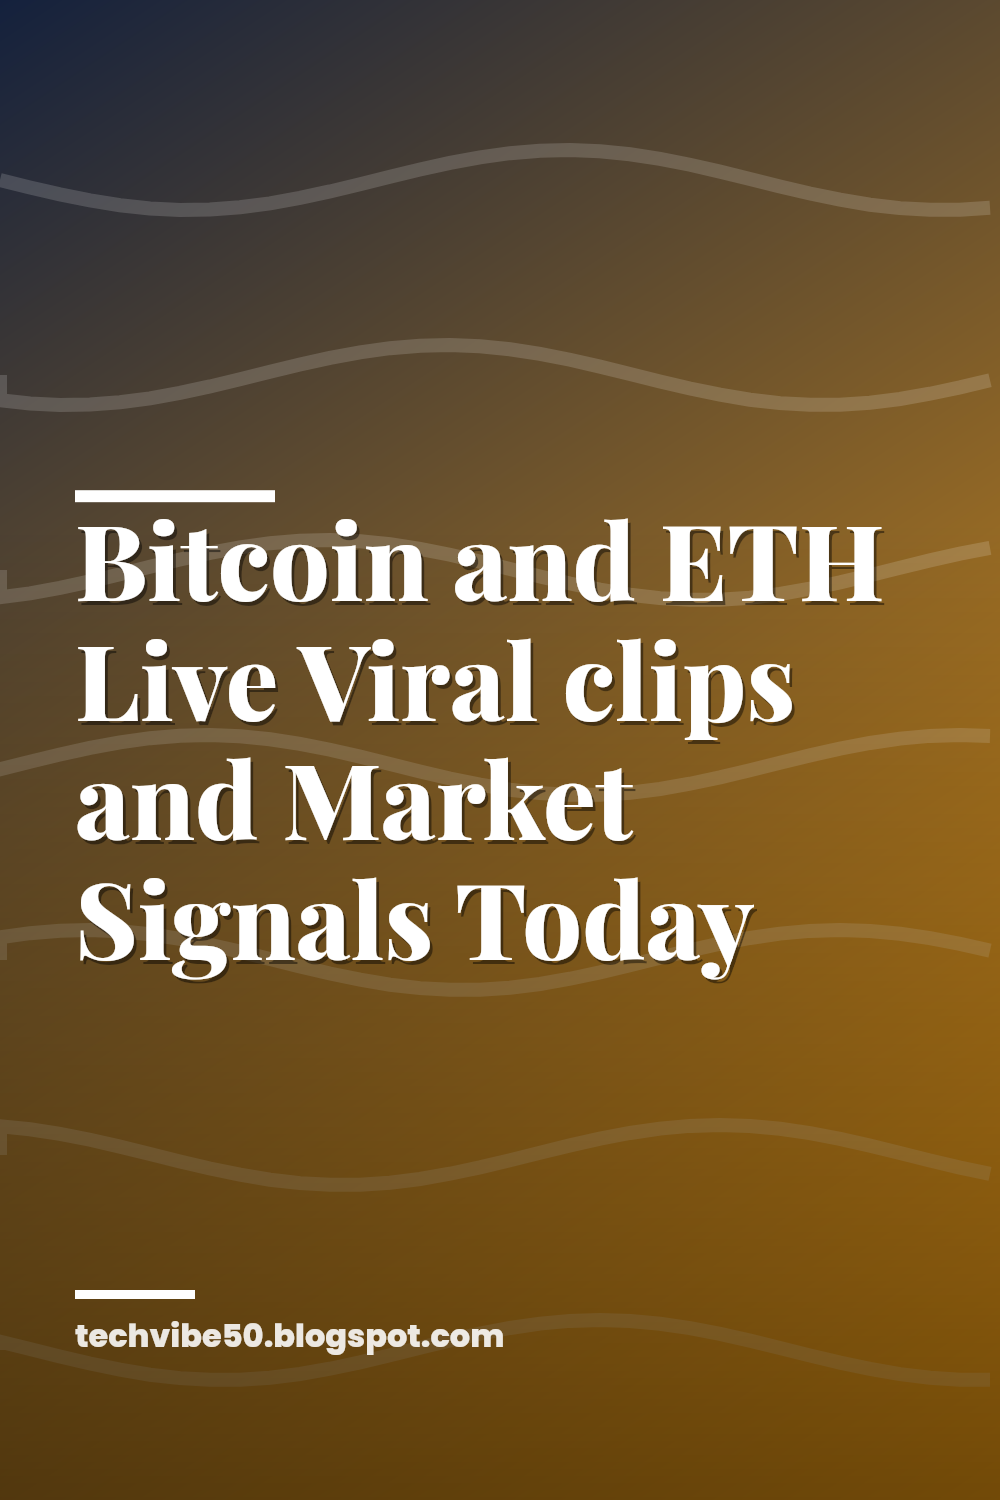 Bitcoin and ETH
Live Viral clips
and Market
Signals Today
techvibe50.blogspot.com